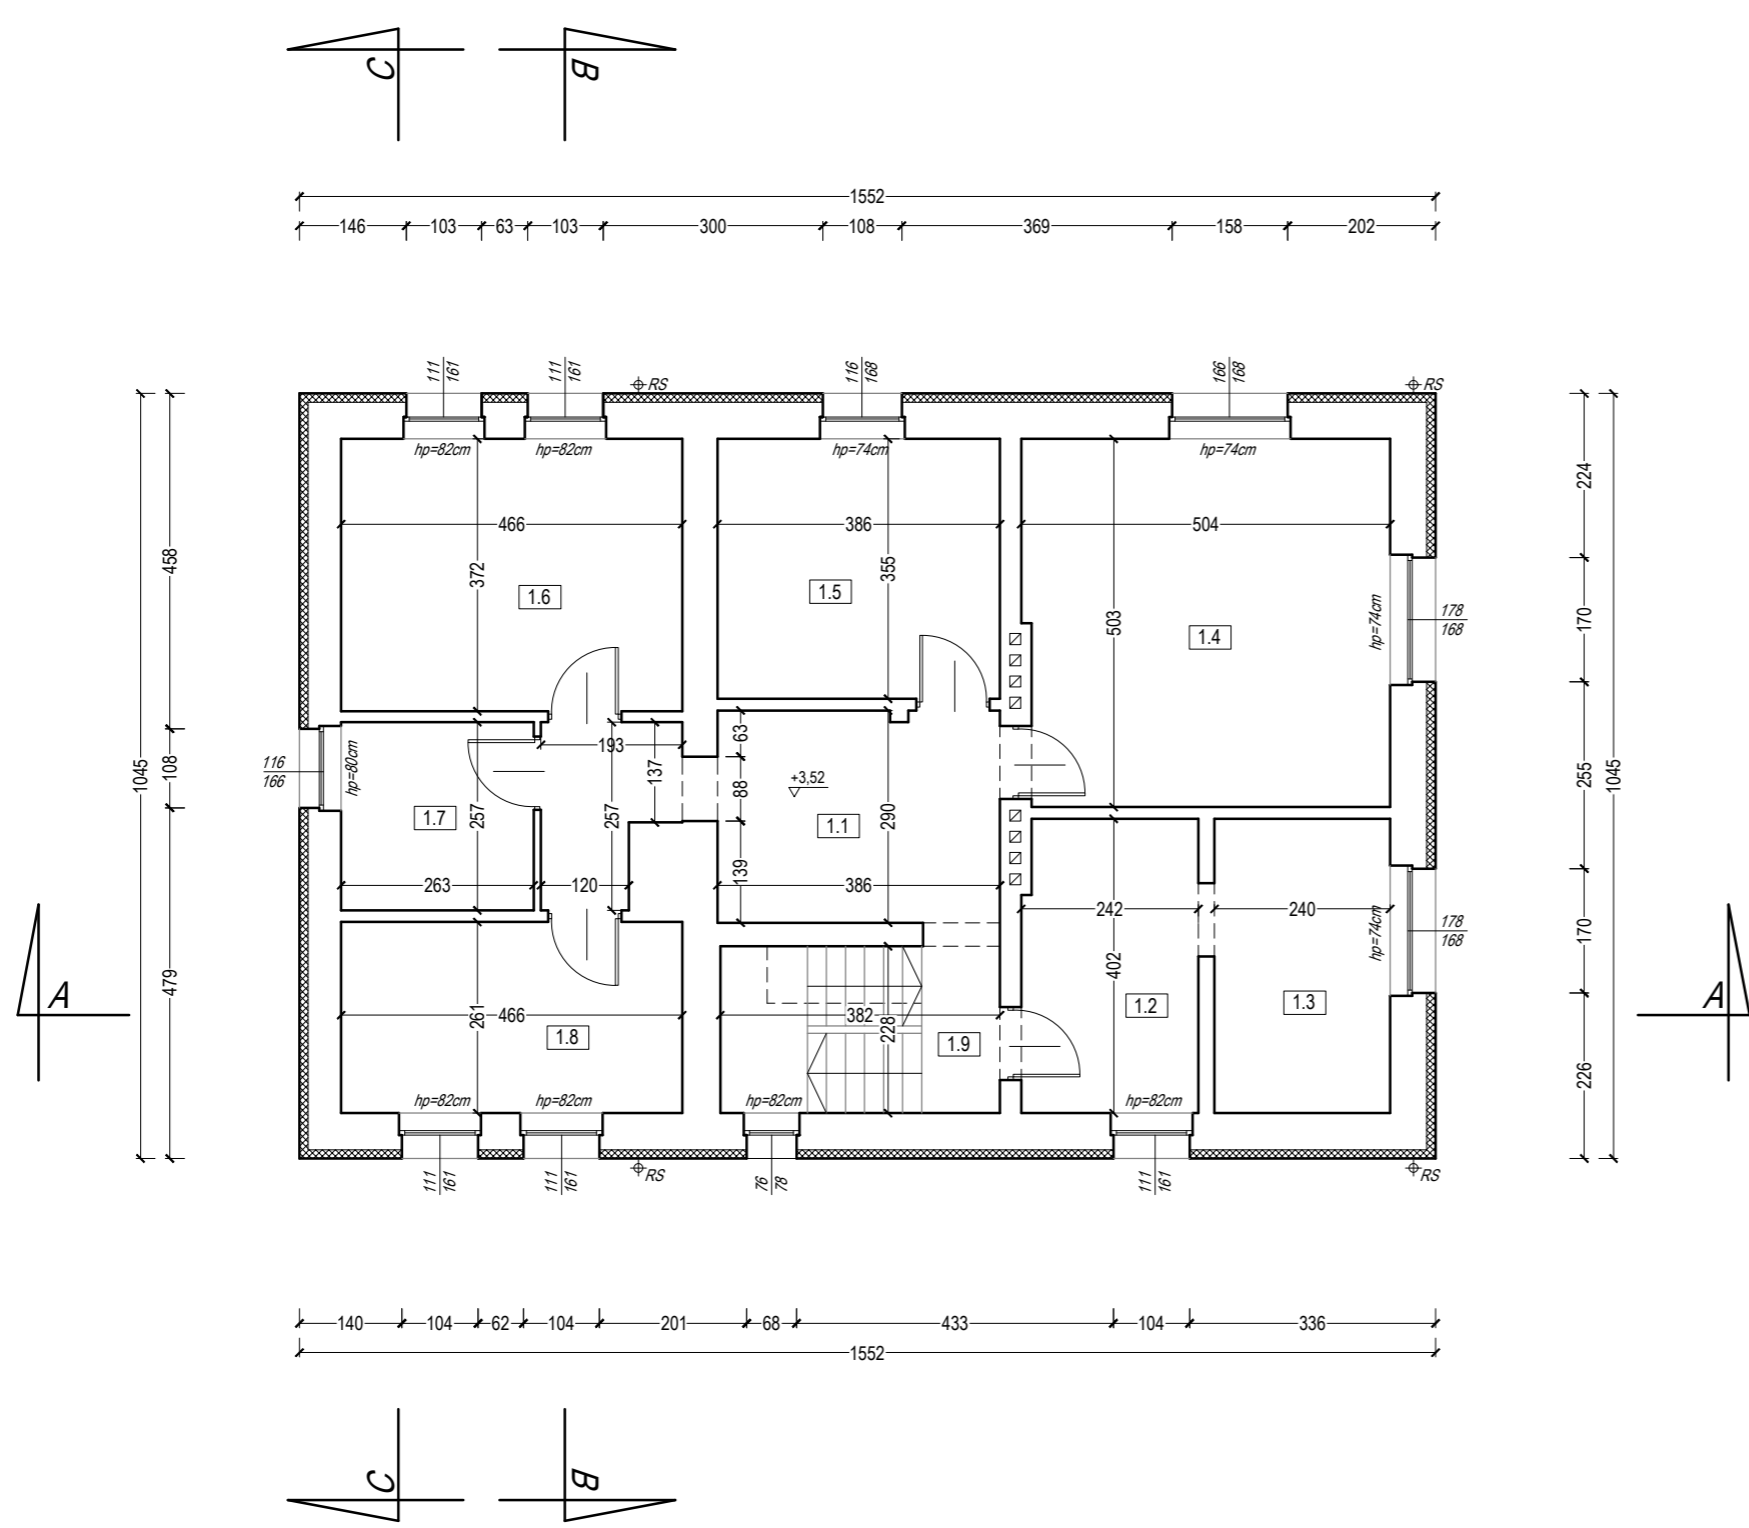 C B
1552
146 103 63 103 300 108 369 158 202
111 161 111 161 116 168 166 168
RS RS
hp=82cm hp=82cm hp=74cm hp=74cm
224
466 386 504
458 372 355 503
1.6 1.5 1.4
hp=74cm 170 178 168
193 63 137
116 166 hp=80cm
1045 108 +3,52 88 255 1045
1.7 257 257 1.1 290
139
263 120 386
242 240
hp=74cm 170 178 168
A 479 402 A
466 261 1.8 382 228 1.9 1.2 1.3
226
hp=82cm hp=82cm hp=82cm hp=82cm
RS RS
111 161 111 161 76 78 111 161
140 104 62 104 201 68 433 104 336
1552
C B